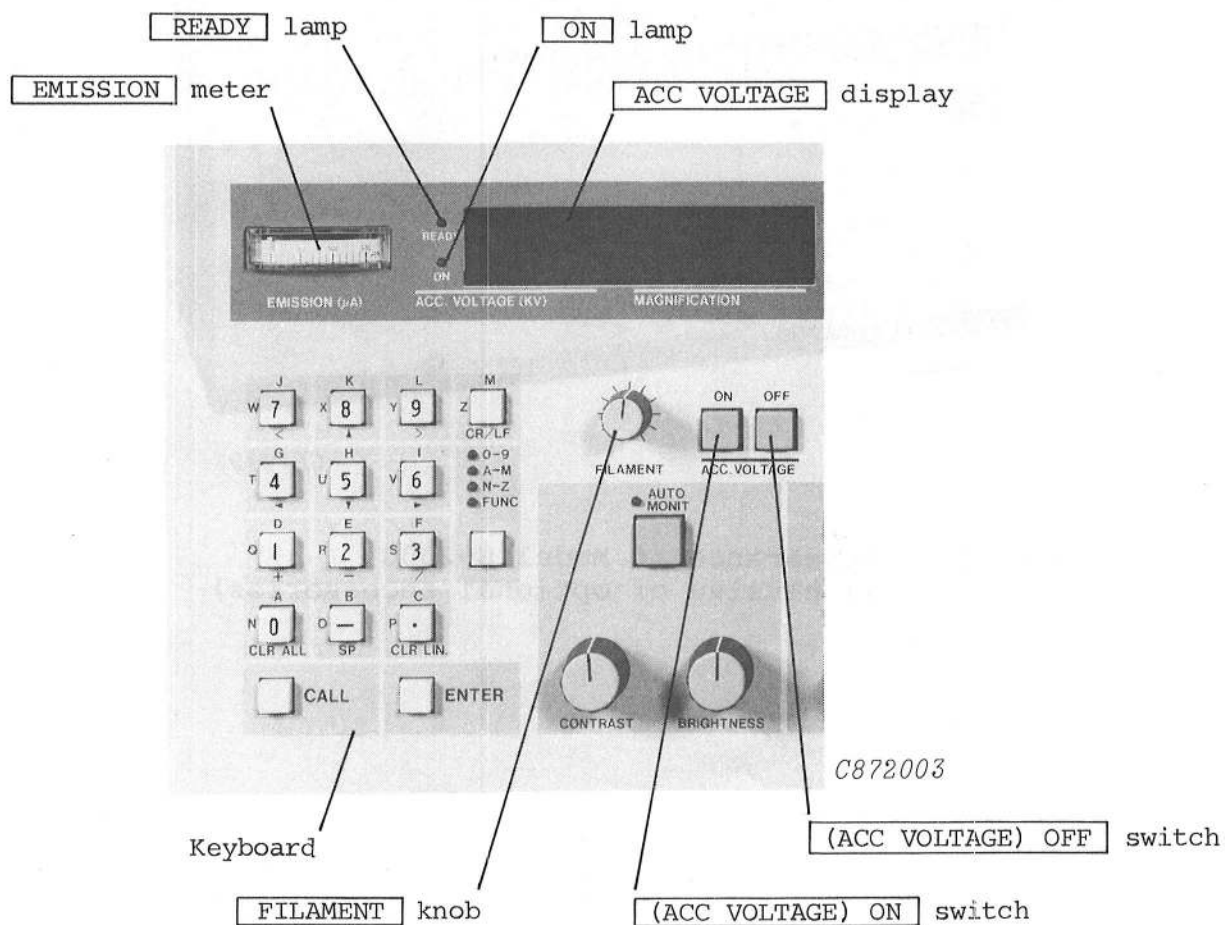 READY lamp
ON lamp
EMISSION meter
ACC VOLTAGE display
READY
ON
EMISSION (μA)
ACC. VOLTAGE (KV)
MAGNIFICATION
J K L M
W 7 X 8 Y 9 Z
< ▲ > CR/LF
G H I
T 4 U 5 V 6
◄ ▼ ►
0-9
A-M
N-Z
FUNC
D E F
Q 1 R 2 S 3
+ - /
A B C
N 0 O — P ·
CLR ALL SP CLR LIN.
CALL ENTER
FILAMENT
ON OFF
ACC. VOLTAGE
AUTO
MONIT
CONTRAST
BRIGHTNESS
C872003
Keyboard
(ACC VOLTAGE) OFF switch
FILAMENT knob
(ACC VOLTAGE) ON switch